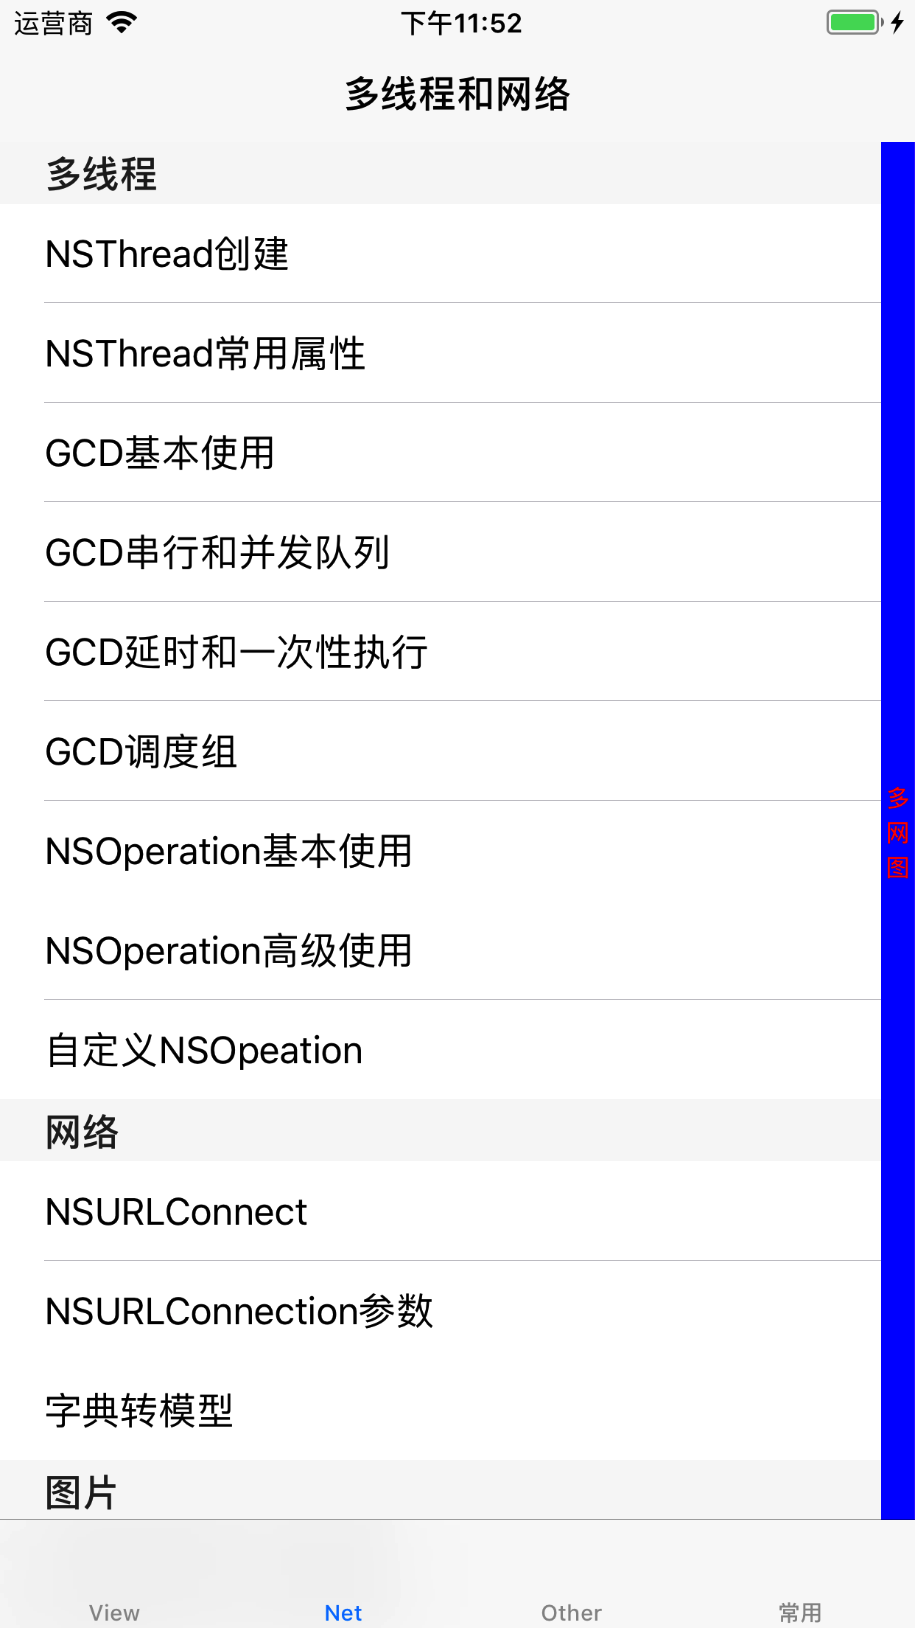 运营商 下午11:52
多线程和网络
多线程
NSThread创建
NSThread常用属性
GCD基本使用
GCD串行和并发队列
GCD延时和一次性执行
GCD调度组
NSOperation基本使用
NSOperation高级使用
自定义NSOpeation
网络
NSURLConnect
NSURLConnection参数
字典转模型
图片
多
网
图
View Net Other 常用